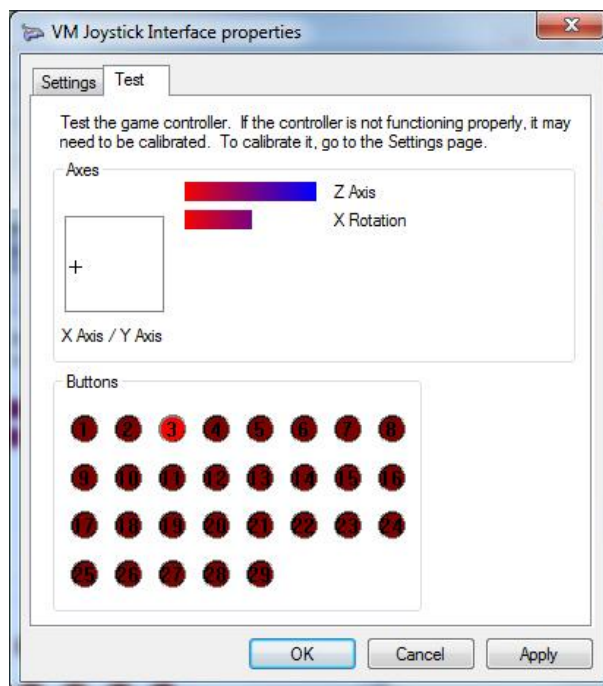 VM Joystick Interface properties
Settings Test
Test the game controller. If the controller is not functioning properly, it may
need to be calibrated. To calibrate it, go to the Settings page.
Axes
Z Axis
X Rotation
X Axis / Y Axis
Buttons
1 2 3 4 5 6 7 8
9 10 11 12 13 14 15 16
17 18 19 20 21 22 23 24
25 26 27 28 29
OK Cancel Apply